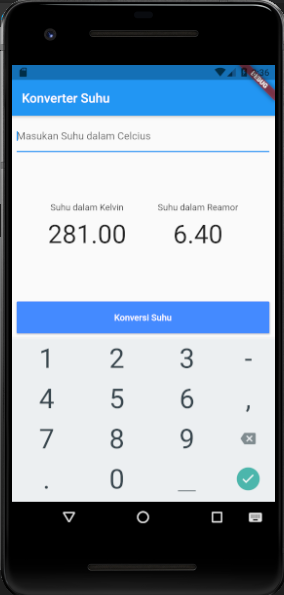 Konverter Suhu
Masukan Suhu dalam Celcius
Suhu dalam Kelvin Suhu dalam Reamor
281.00 6.40
Konversi Suhu
1 2 3 -
4 5 6 ,
7 8 9
. 0 _